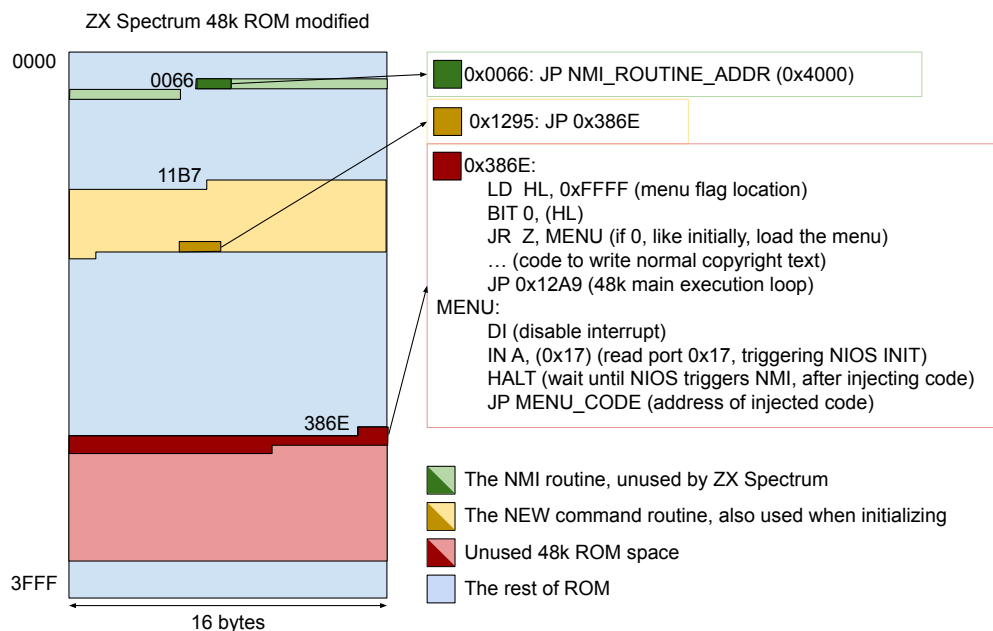 ZX Spectrum 48k ROM modified
0000
0066
11B7
386E
3FFF
16 bytes
0x0066: JP NMI_ROUTINE_ADDR (0x4000)
0x1295: JP 0x386E
0x386E:
LD HL, 0xFFFF (menu flag location)
BIT 0, (HL)
JR Z, MENU (if 0, like initially, load the menu)
… (code to write normal copyright text)
JP 0x12A9 (48k main execution loop)
MENU:
DI (disable interrupt)
IN A, (0x17) (read port 0x17, triggering NIOS INIT)
HALT (wait until NIOS triggers NMI, after injecting code)
JP MENU_CODE (address of injected code)
The NMI routine, unused by ZX Spectrum
The NEW command routine, also used when initializing
Unused 48k ROM space
The rest of ROM